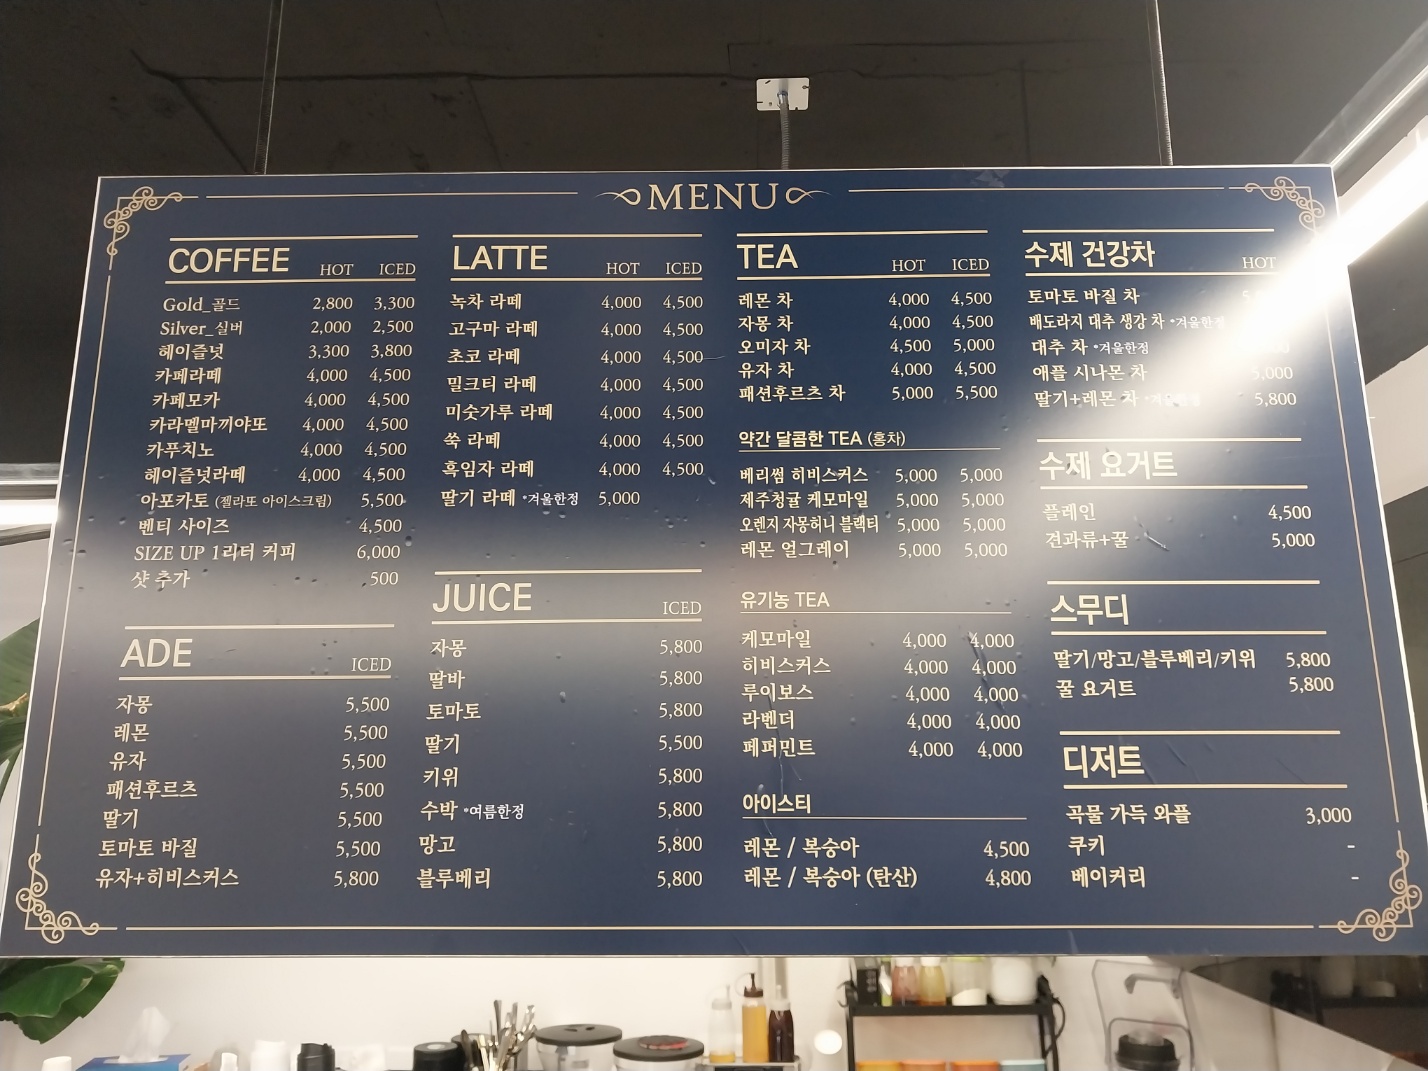 MENU
COFFEE HOT ICED
Gold_골드 2,800 3,300
Silver_실버 2,000 2,500
헤이즐넛 3,300 3,800
카페라떼 4,000 4,500
카페모카 4,000 4,500
카라멜마끼야또 4,000 4,500
카푸치노 4,000 4,500
헤이즐넛라떼 4,000 4,500
아포카토 (젤라또 아이스크림) 5,500
벤티 사이즈 4,500
SIZE UP 1리터 커피 6,000
샷 추가 500
ADE ICED
자몽 5,500
레몬 5,500
유자 5,500
패션후르츠 5,500
딸기 5,500
토마토 바질 5,500
유자+히비스커스 5,800
LATTE HOT ICED
녹차 라떼 4,000 4,500
고구마 라떼 4,000 4,500
초코 라떼 4,000 4,500
밀크티 라떼 4,000 4,500
미숫가루 라떼 4,000 4,500
쑥 라떼 4,000 4,500
흑임자 라떼 4,000 4,500
딸기 라떼 *겨울한정 5,000
JUICE ICED
자몽 5,800
딸바 5,800
토마토 5,800
딸기 5,500
키위 5,800
수박 *여름한정 5,800
망고 5,800
블루베리 5,800
TEA HOT ICED
레몬 차 4,000 4,500
자몽 차 4,000 4,500
오미자 차 4,500 5,000
유자 차 4,000 4,500
패션후르츠 차 5,000 5,500
약간 달콤한 TEA (홍차)
베리썸 히비스커스 5,000 5,000
제주청귤 케모마일 5,000 5,000
오렌지 자몽허니 블랙티 5,000 5,000
레몬 얼그레이 5,000 5,000
유기농 TEA
케모마일 4,000 4,000
히비스커스 4,000 4,000
루이보스 4,000 4,000
라벤더 4,000 4,000
페퍼민트 4,000 4,000
아이스티
레몬 / 복숭아 4,500
레몬 / 복숭아 (탄산) 4,800
수제 건강차 HOT
토마토 바질 차
배도라지 대추 생강 차 *겨울한정
대추 차 *겨울한정
애플 시나몬 차 5,000
딸기+레몬 차 *겨울한정 5,800
수제 요거트
플레인 4,500
견과류+꿀 5,000
스무디
딸기/망고/블루베리/키위 5,800
꿀 요거트 5,800
디저트
곡물 가득 와플 3,000
쿠키 -
베이커리 -